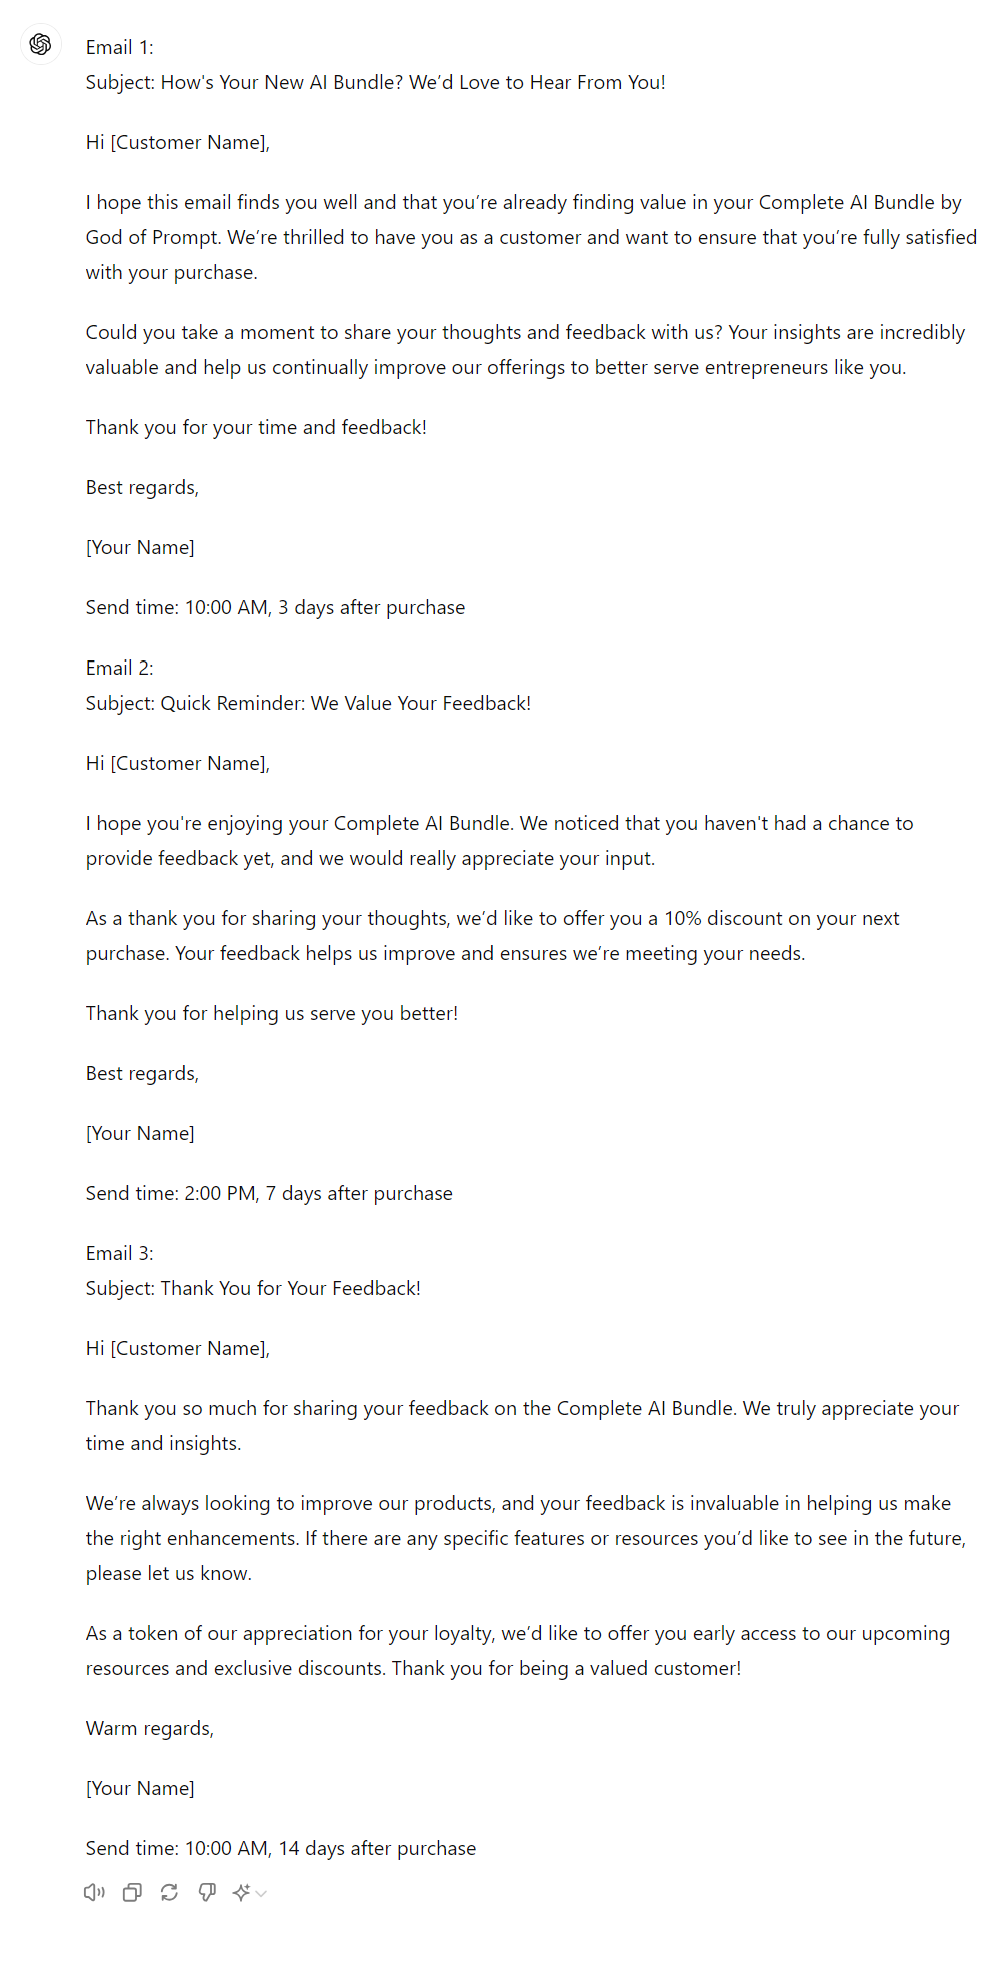 Email 1:
Subject: How's Your New AI Bundle? We’d Love to Hear From You!
Hi [Customer Name],
I hope this email finds you well and that you’re already finding value in your Complete AI Bundle by
God of Prompt. We’re thrilled to have you as a customer and want to ensure that you’re fully satisfied
with your purchase.
Could you take a moment to share your thoughts and feedback with us? Your insights are incredibly
valuable and help us continually improve our offerings to better serve entrepreneurs like you.
Thank you for your time and feedback!
Best regards,
[Your Name]
Send time: 10:00 AM, 3 days after purchase
Email 2:
Subject: Quick Reminder: We Value Your Feedback!
Hi [Customer Name],
I hope you're enjoying your Complete AI Bundle. We noticed that you haven't had a chance to
provide feedback yet, and we would really appreciate your input.
As a thank you for sharing your thoughts, we’d like to offer you a 10% discount on your next
purchase. Your feedback helps us improve and ensures we’re meeting your needs.
Thank you for helping us serve you better!
Best regards,
[Your Name]
Send time: 2:00 PM, 7 days after purchase
Email 3:
Subject: Thank You for Your Feedback!
Hi [Customer Name],
Thank you so much for sharing your feedback on the Complete AI Bundle. We truly appreciate your
time and insights.
We’re always looking to improve our products, and your feedback is invaluable in helping us make
the right enhancements. If there are any specific features or resources you’d like to see in the future,
please let us know.
As a token of our appreciation for your loyalty, we’d like to offer you early access to our upcoming
resources and exclusive discounts. Thank you for being a valued customer!
Warm regards,
[Your Name]
Send time: 10:00 AM, 14 days after purchase